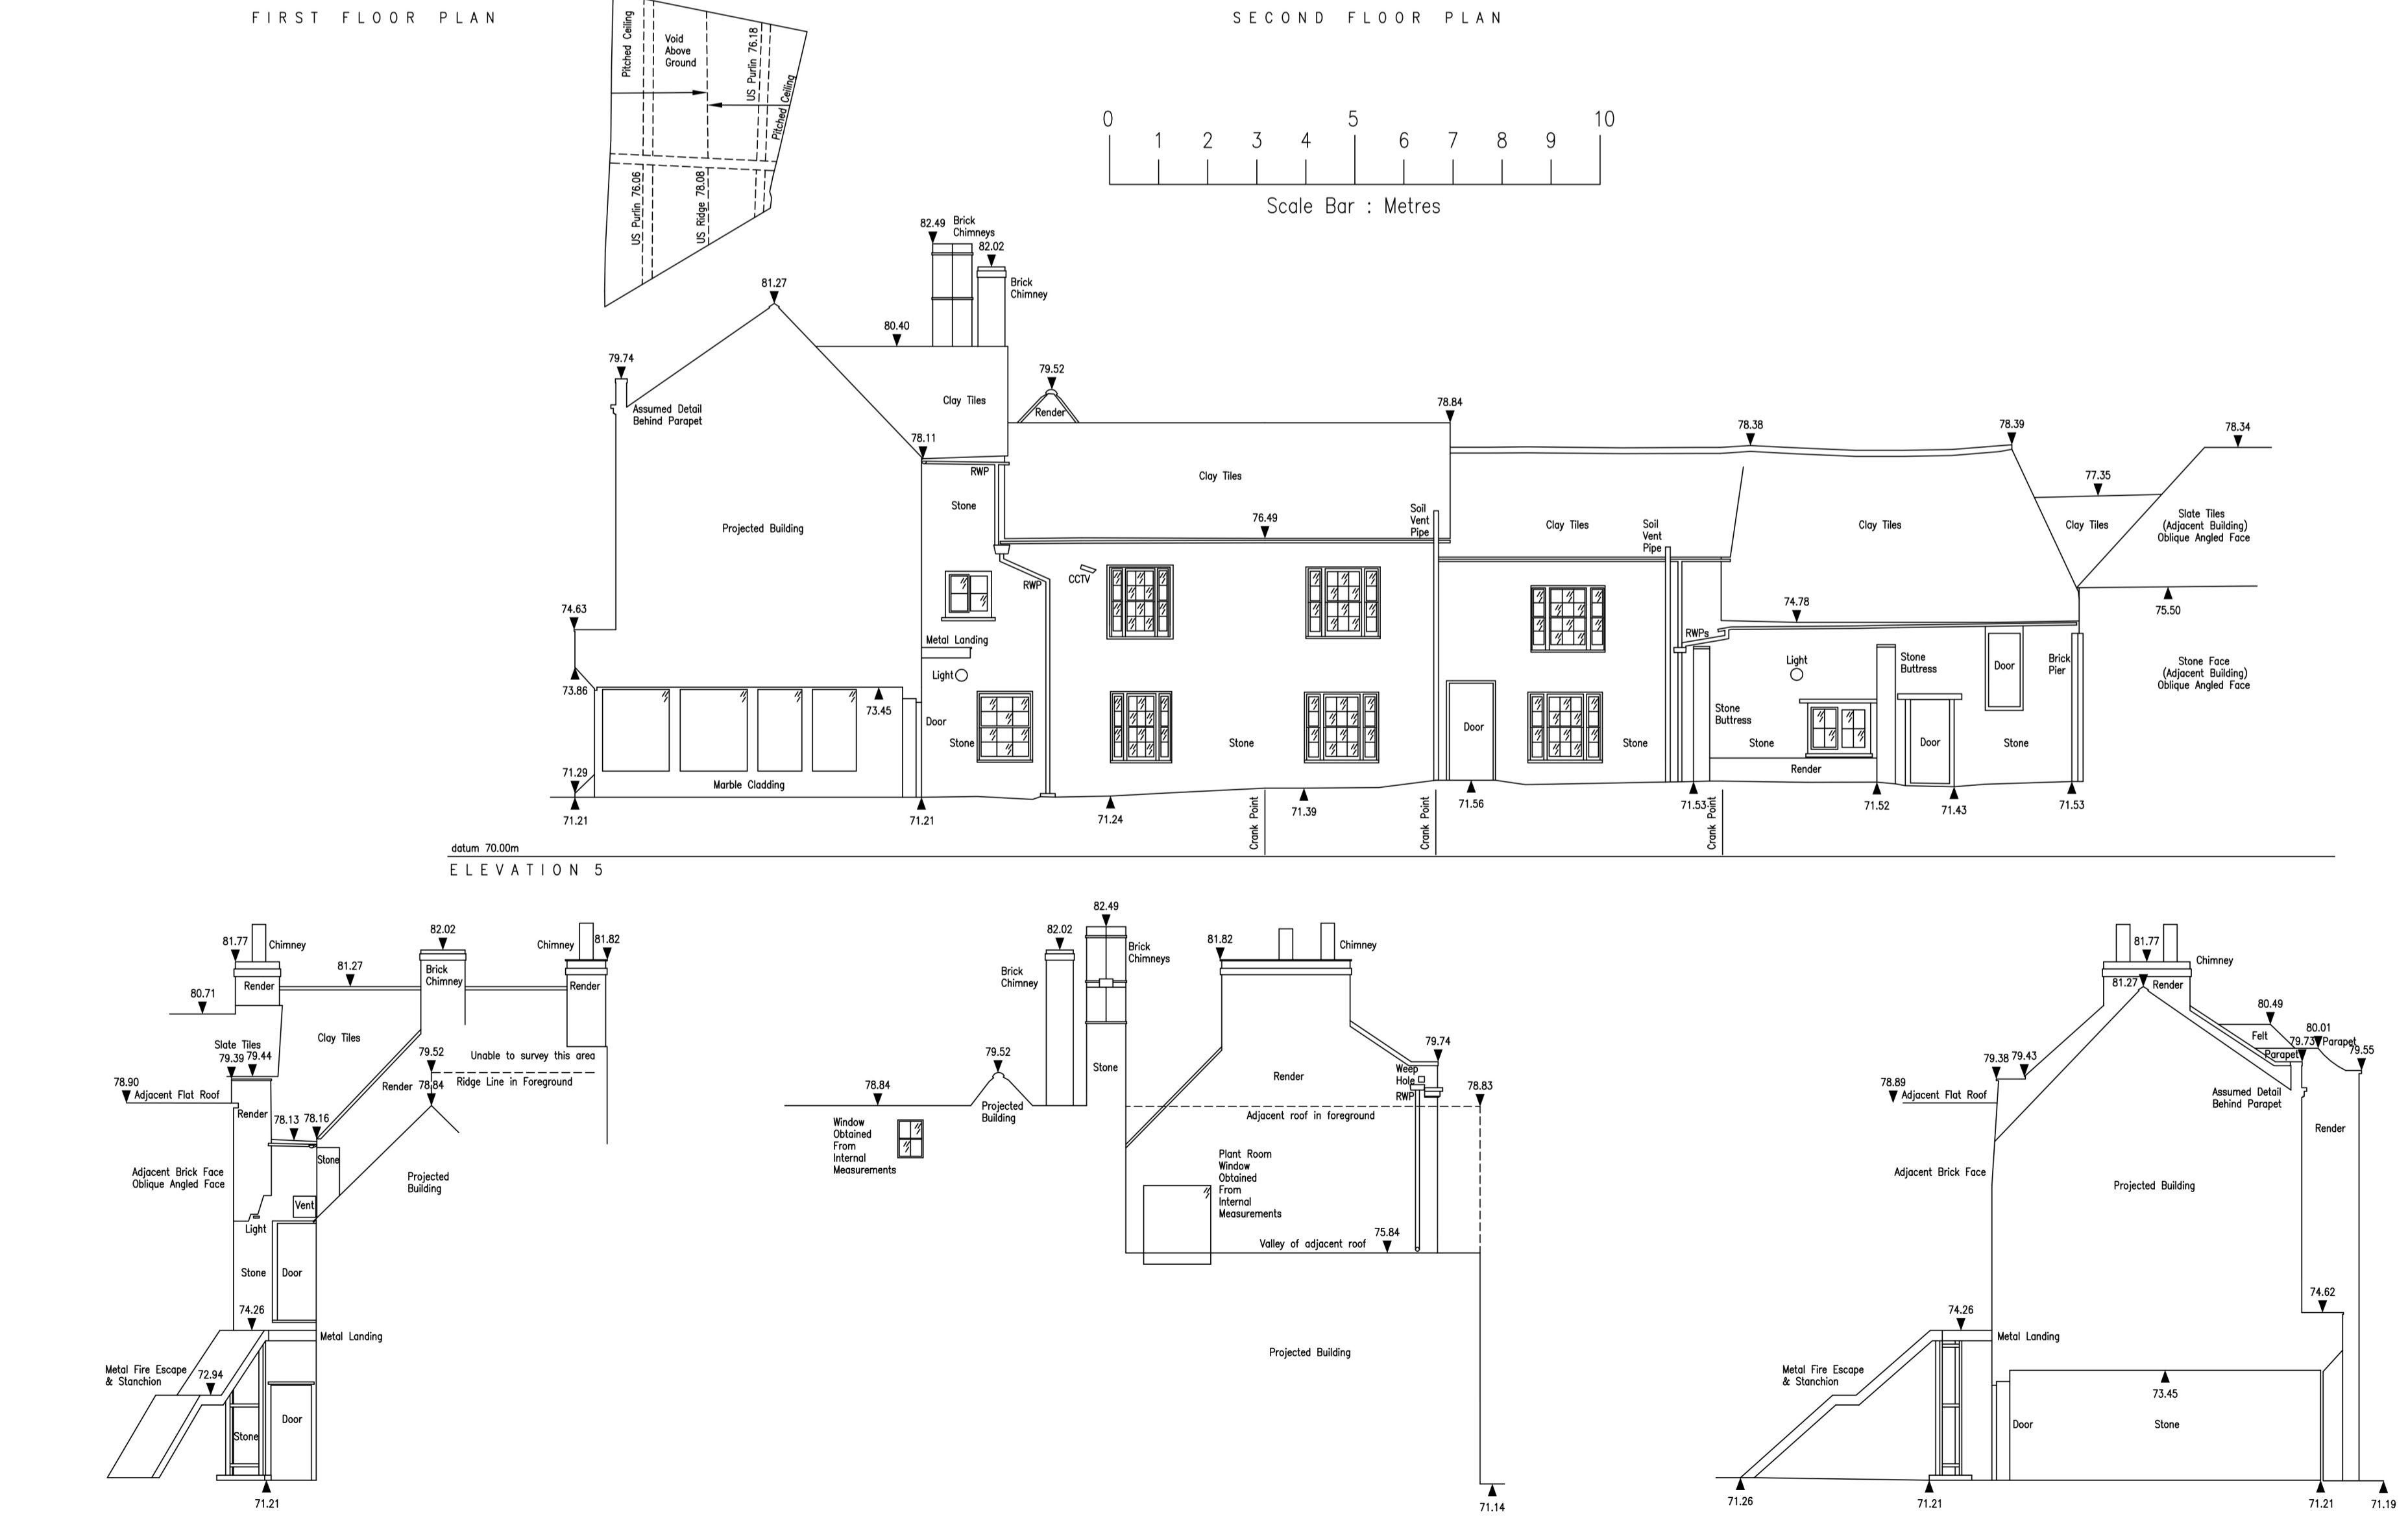 FIRST FLOOR PLAN
SECOND FLOOR PLAN
Pitched Ceiling
Void
Above
Ground
US Purlin 76.18
Pitched Ceiling
US Purlin 76.06
US Ridge 78.08
0
5
10
1
2
3
4
6
7
8
9
Scale Bar : Metres
82.49
Brick
Chimneys
82.02
Brick
Chimney
81.27
80.40
79.74
Assumed Detail
Behind Parapet
Clay Tiles
79.52
Render
78.84
78.11
RWP
Stone
Clay Tiles
76.49
Soil
Vent
Pipe
78.38
78.39
78.34
77.35
Clay Tiles
Soil
Vent
Pipe
Clay Tiles
Clay Tiles
Slate Tiles
(Adjacent Building)
Oblique Angled Face
Projected Building
RWP
CCTV
74.63
73.86
Metal Landing
Light
73.45
Door
Stone
Stone
Door
Stone
RWPs
74.78
75.50
Light
Stone
Buttress
Door
Brick
Pier
Stone Face
(Adjacent Building)
Oblique Angled Face
Stone
Buttress
Stone
Render
Door
Stone
71.29
Marble Cladding
71.21
71.21
71.24
Crank Point
71.39
Crank Point
71.56
71.53
Crank Point
71.52
71.43
71.53
datum 70.00m
ELEVATION 5
81.77
Chimney
81.27
82.02
Brick
Chimney
Chimney
81.82
Render
Render
80.71
Clay Tiles
Slate Tiles
79.39
79.44
79.52
Unable to survey this area
Ridge Line in Foreground
78.90
Adjacent Flat Roof
Render
78.84
Render
78.13
78.16
Stone
Adjacent Brick Face
Oblique Angled Face
Projected
Building
Vent
Light
Stone
Door
74.26
Metal Landing
Metal Fire Escape
& Stanchion
72.94
Door
Stone
71.21
82.49
82.02
Brick
Chimneys
Brick
Chimney
81.82
Chimney
79.52
Stone
79.74
Render
Weep
Hole
RWP
78.84
78.83
Projected
Building
Adjacent roof in foreground
Window
Obtained
From
Internal
Measurements
Plant Room
Window
Obtained
From
Internal
Measurements
Valley of adjacent roof
75.84
Projected Building
71.14
81.77
Chimney
81.27
Render
80.49
Felt
80.01
79.73
Parapet
Parapet
79.55
79.38
79.43
78.89
Adjacent Flat Roof
Assumed Detail
Behind Parapet
Render
Adjacent Brick Face
Projected Building
74.62
74.26
Metal Landing
Metal Fire Escape
& Stanchion
73.45
Door
Stone
71.26
71.21
71.21
71.19